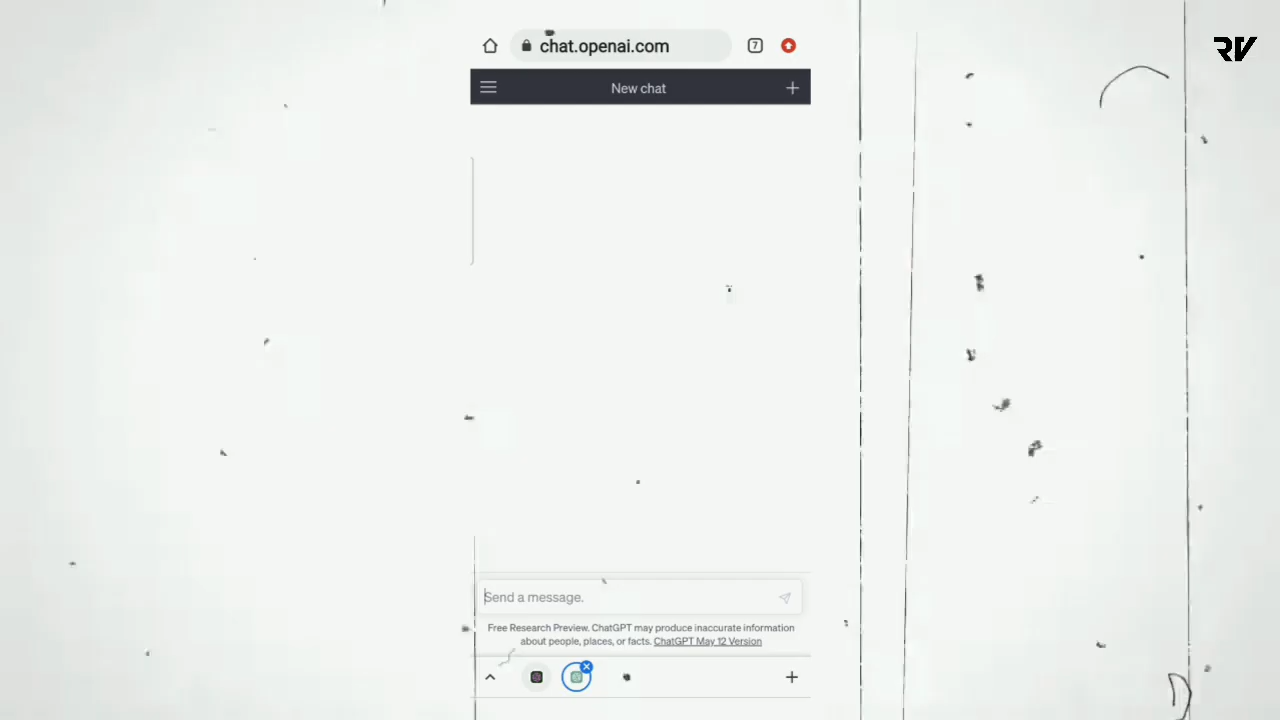 RV
chat.openai.com
7
New chat
Send a message.
Free Research Preview. ChatGPT may produce inaccurate information
about people, places, or facts. ChatGPT May 12 Version